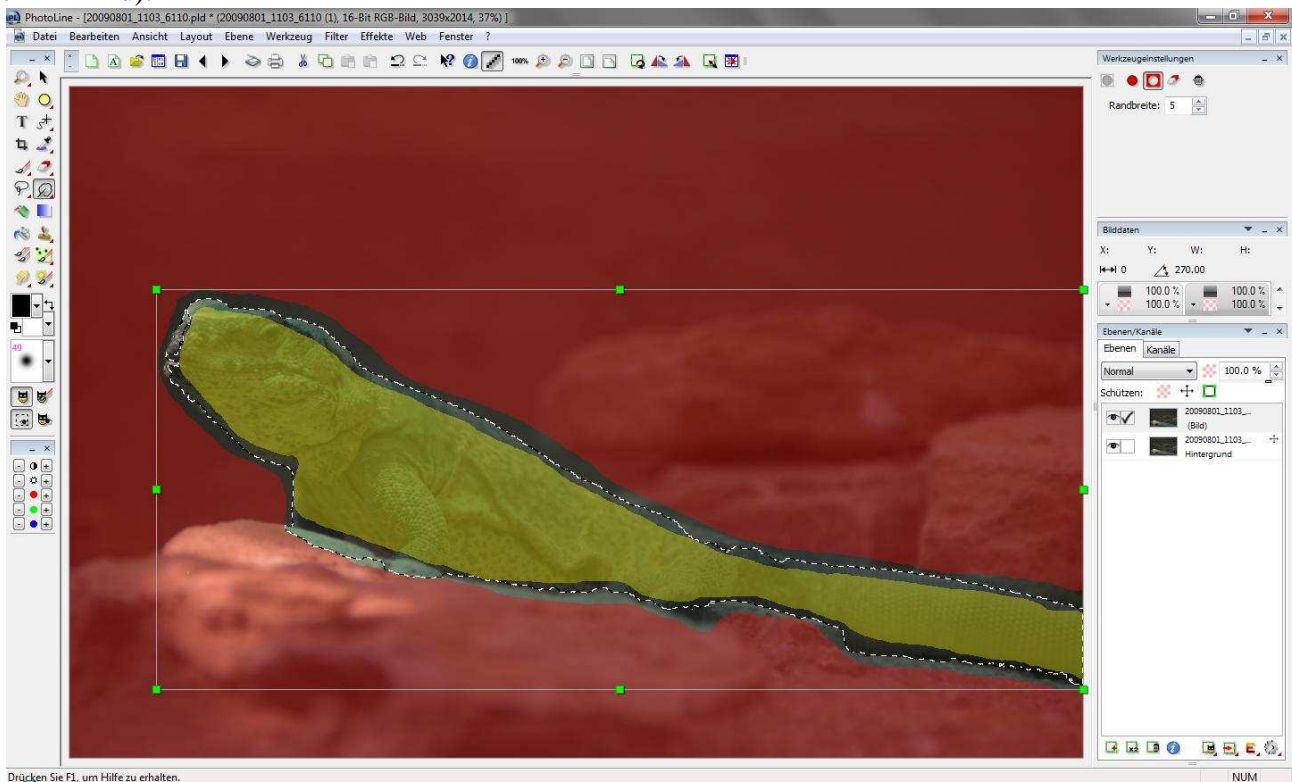 PhotoLine - [20090801_1103_6110.pld * (20090801_1103_6110 (1), 16-Bit RGB-Bild, 3039x2014, 37%) ]
Datei Bearbeiten Ansicht Layout Ebene Werkzeug Filter Effekte Web Fenster ?
100%
Werkzeugeinstellungen
Randbreite: 5
T
49
Bilddaten
X: Y: W: H:
0 270.00
100.0 % 100.0 %
100.0 % 100.0 %
Ebenen/Kanäle
Ebenen Kanäle
Normal 100.0 %
Schützen:
20090801_1103_...
(Bild)
20090801_1103_...
Hintergrund
Drücken Sie F1, um Hilfe zu erhalten.
NUM